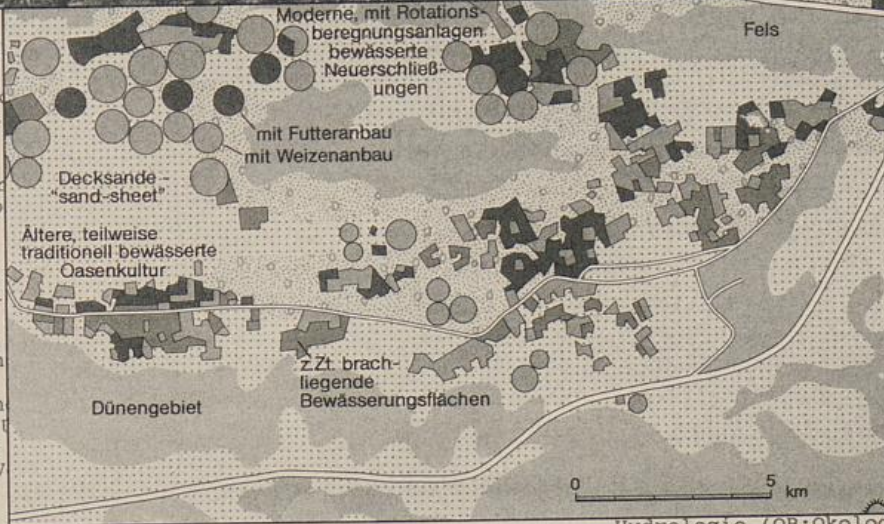 Moderne, mit Rotations-
beregnungsanlagen
bewässerte
Neuerschließ-
ungen
Fels
mit Futteranbau
mit Weizenanbau
Decksande -
"sand-sheet"
Ältere, teilweise
traditionell bewässerte
Oasenkultur
z.Zt. brach-
liegende
Bewässerungsflächen
Dünengebiet
0 5
km